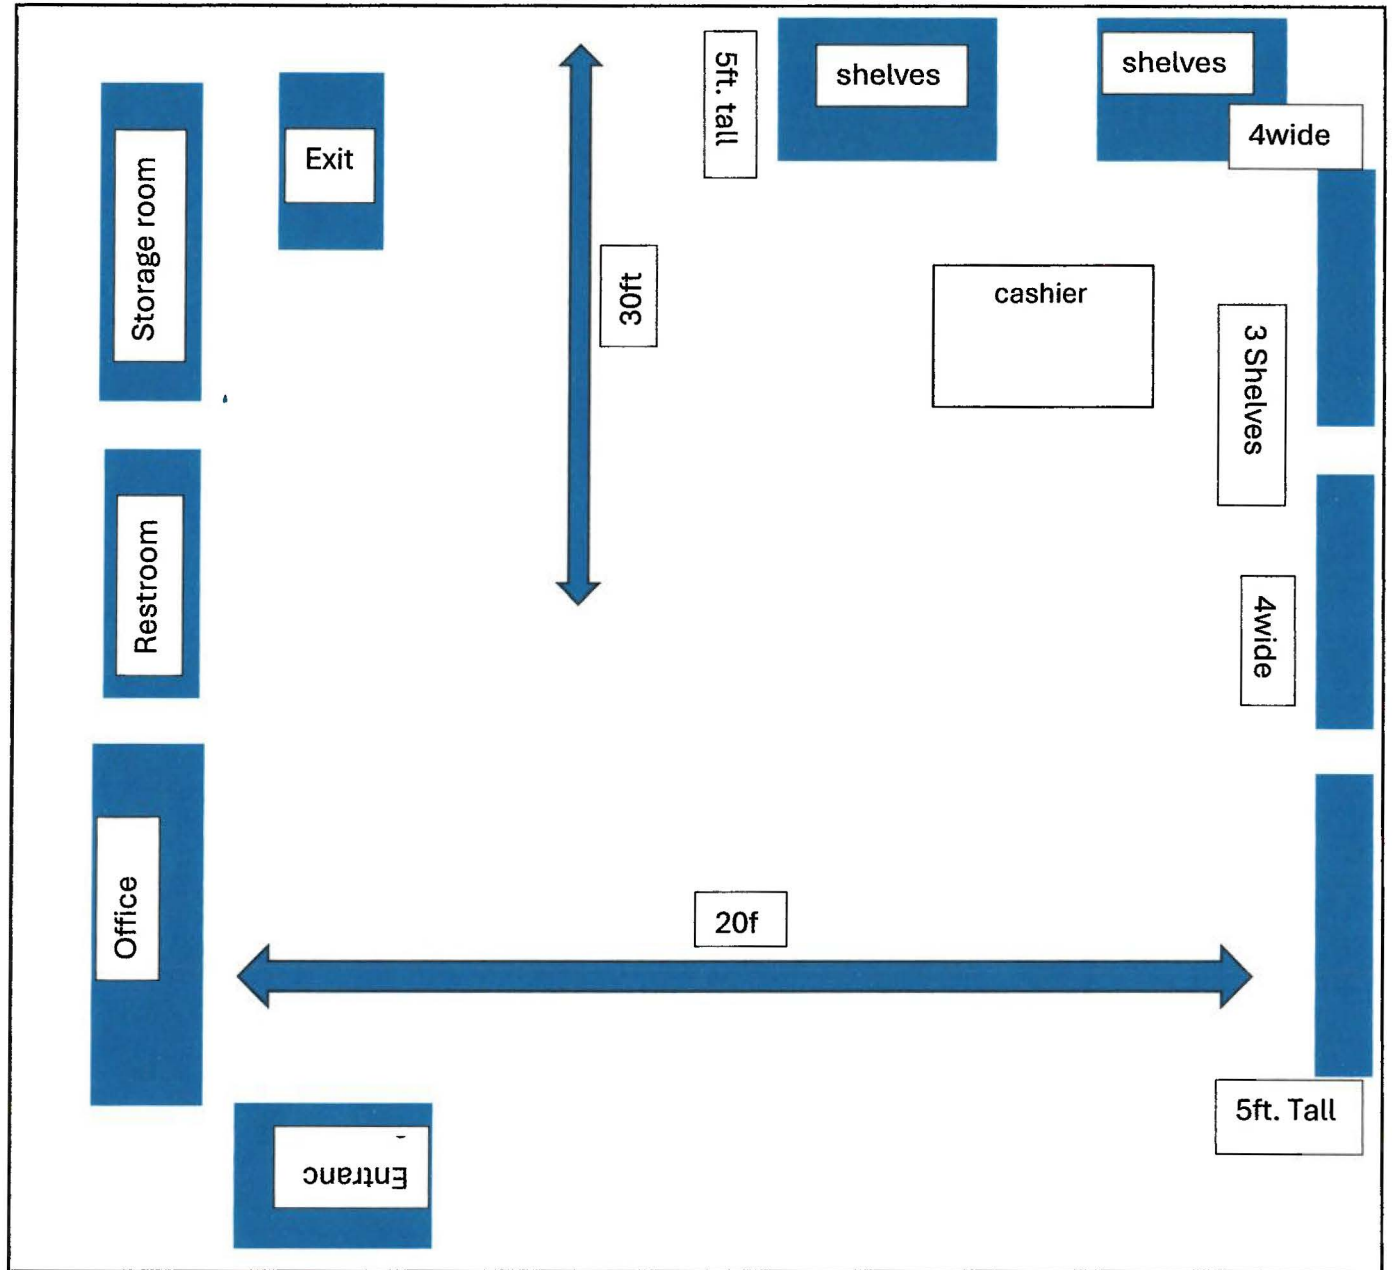 5ft. tall
shelves
shelves
4wide
Exit
Storage room
30ft
cashier
3 Shelves
Restroom
4wide
Office
20f
5ft. Tall
Entranc